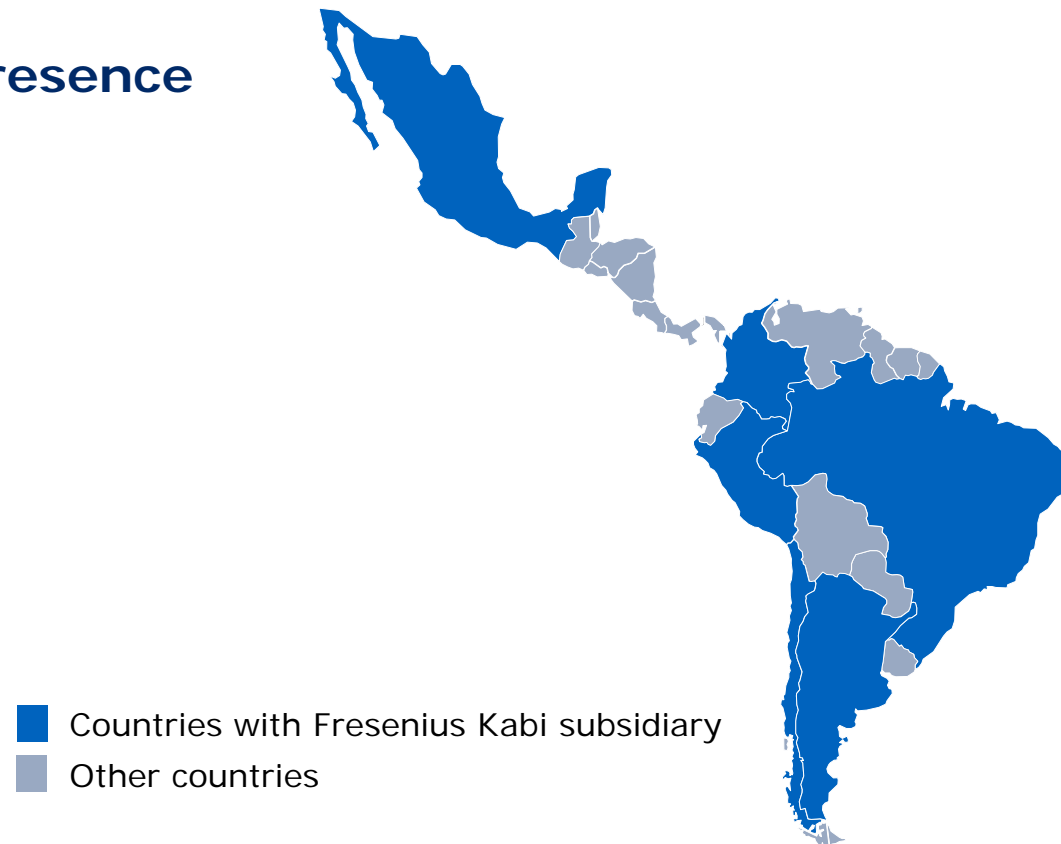 resence
Countries with Fresenius Kabi subsidiary
Other countries